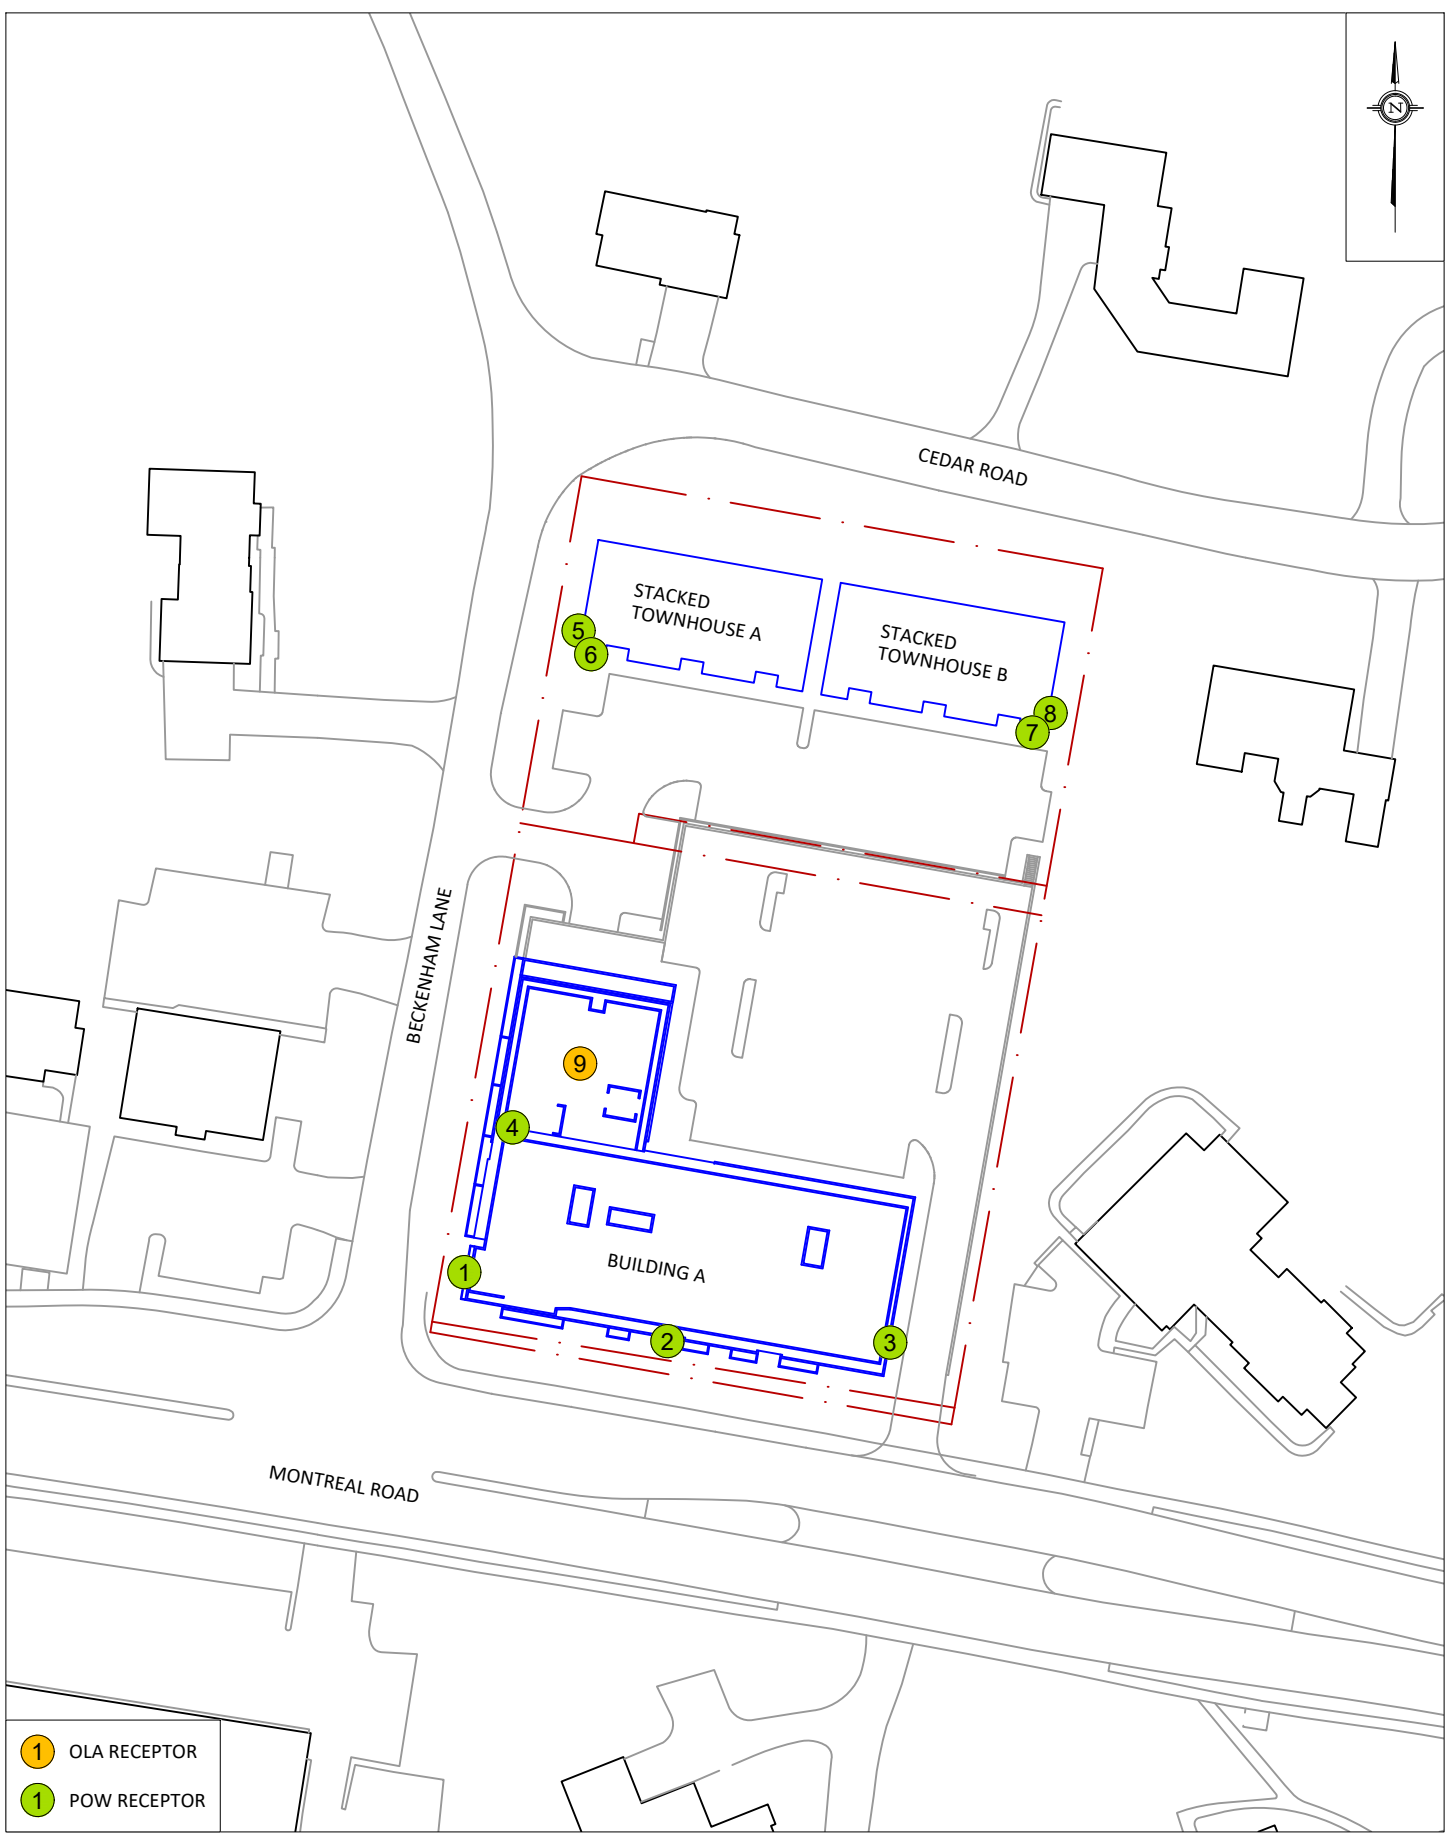 N
CEDAR ROAD
STACKED
TOWNHOUSE A
STACKED
TOWNHOUSE B
5
6
8
7
BECKENHAM LANE
9
4
1
BUILDING A
2
3
MONTREAL ROAD
1 OLA RECEPTOR
1 POW RECEPTOR